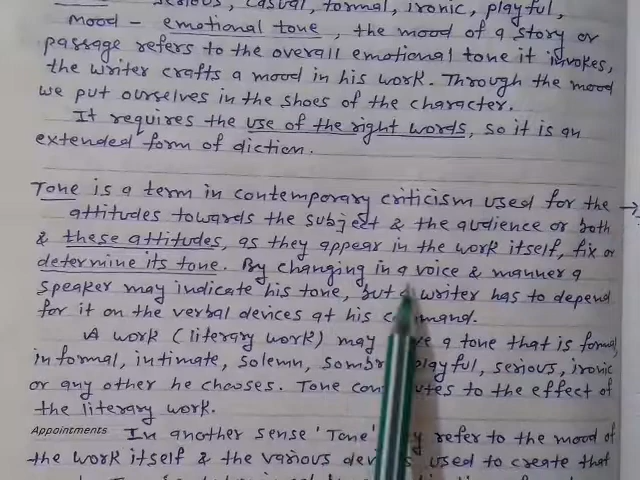 serious, casual, formal, ironic, playful,
Mood - emotional tone, the mood of a story or
passage refers to the overall emotional tone it invokes,
the writer crafts a mood in his work. Through the mood
we put ourselves in the shoes of the character.
It requires the use of the right words, so it is an
extended form of diction.
Tone is a term in contemporary criticism used for the →
attitudes towards the subject & the audience or both
& these attitudes, as they appear in the work itself, fix or
determine its tone. By changing in a voice & manner a
speaker may indicate his tone, but a writer has to depend
for it on the verbal devices at his command.
A work (literary work) may a tone that is formal,
informal, intimate, solemn, sombre, playful, serious, ironic
or any other he chooses. Tone contributes to the effect of
the literary work.
Appointments In another sense 'Tone' may refer to the mood of
the work itself & the various devices used to create that